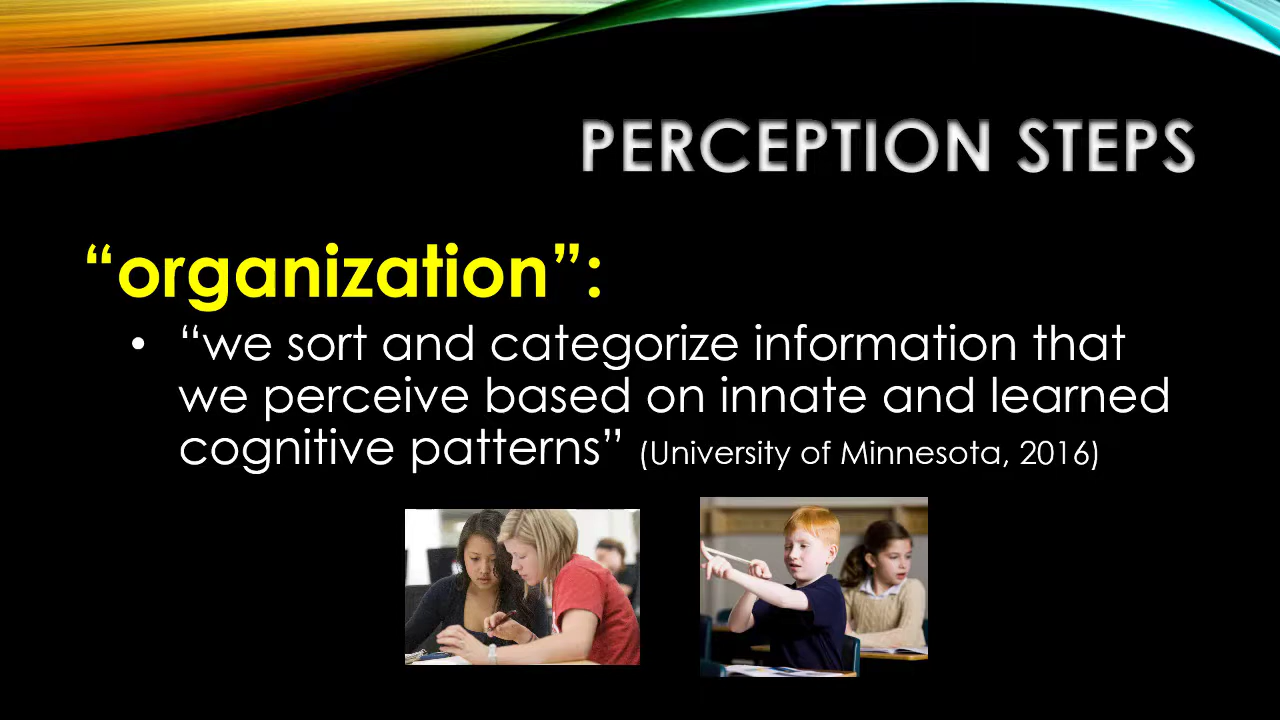 PERCEPTION STEPS
“organization”:
• “we sort and categorize information that
we perceive based on innate and learned
cognitive patterns” (University of Minnesota, 2016)